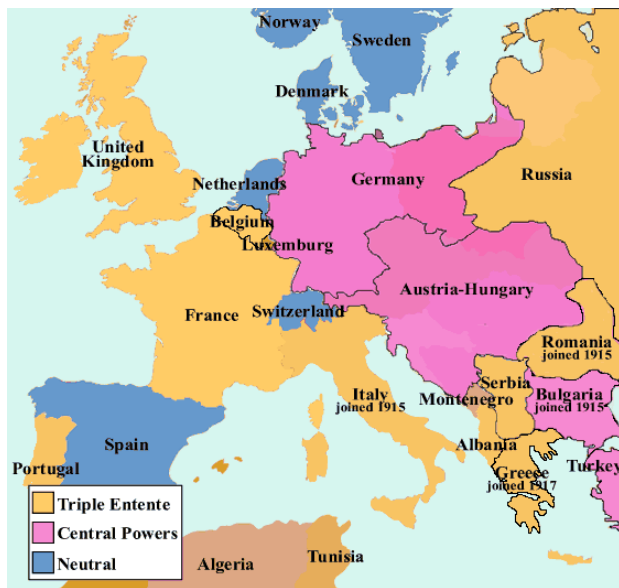 Norway
Sweden
Denmark
United
Kingdom
Netherlands
Germany
Russia
Belgium
Luxemburg
Austria-Hungary
France
Switzerland
Romania
joined 1915
Serbia
Italy
joined 1915
Montenegro
Bulgaria
joined 1915
Spain
Albania
Portugal
Greece
joined 1917
Turkey
Triple Entente
Central Powers
Neutral
Algeria
Tunisia